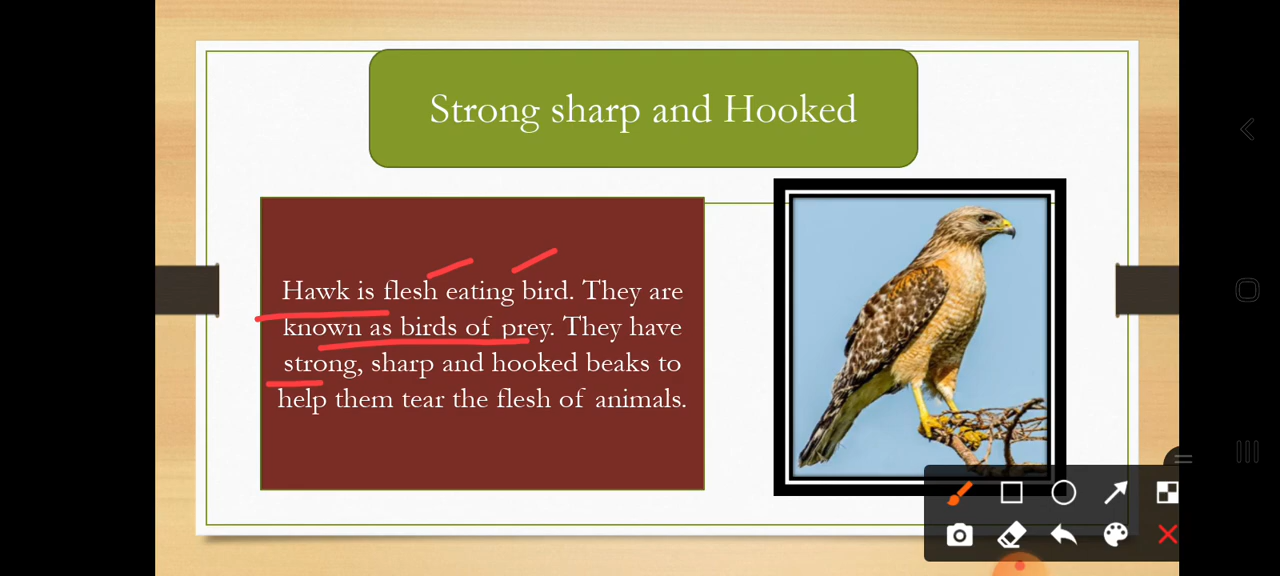 Strong sharp and Hooked
Hawk is flesh eating bird. They are
known as birds of prey. They have
strong, sharp and hooked beaks to
help them tear the flesh of animals.